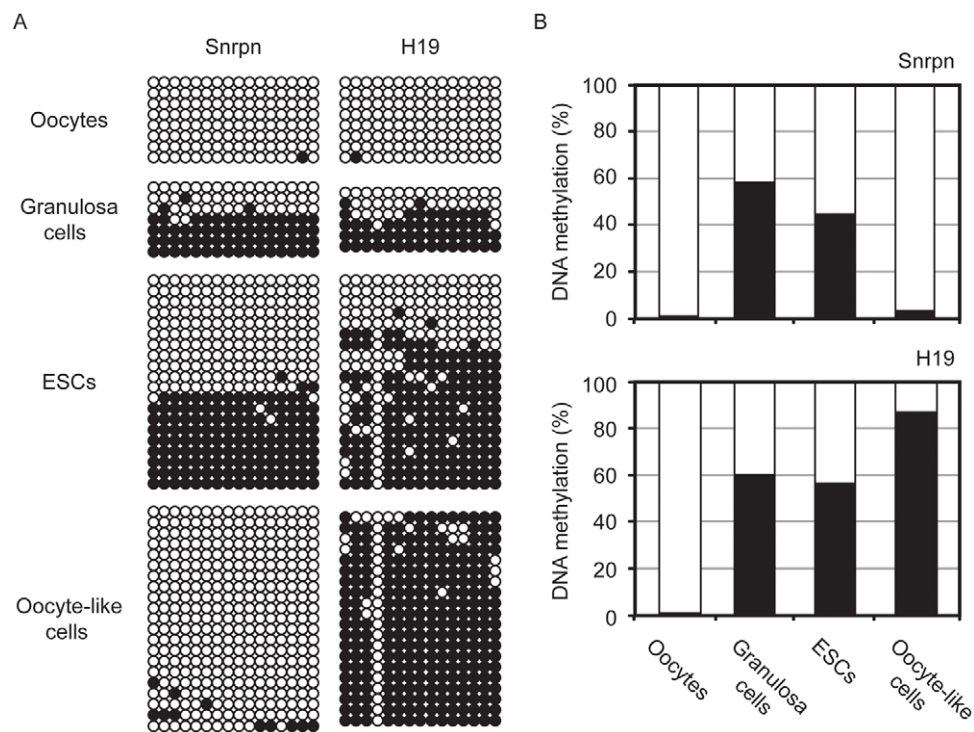 A
Snrpn
H19
Oocytes
Granulosa
cells
ESCs
Oocyte-like
cells
B
Snrpn
DNA methylation (%)
100
80
60
40
20
0
H19
DNA methylation (%)
100
80
60
40
20
0
Oocytes
Granulosa
cells
ESCs
Oocyte-like
cells